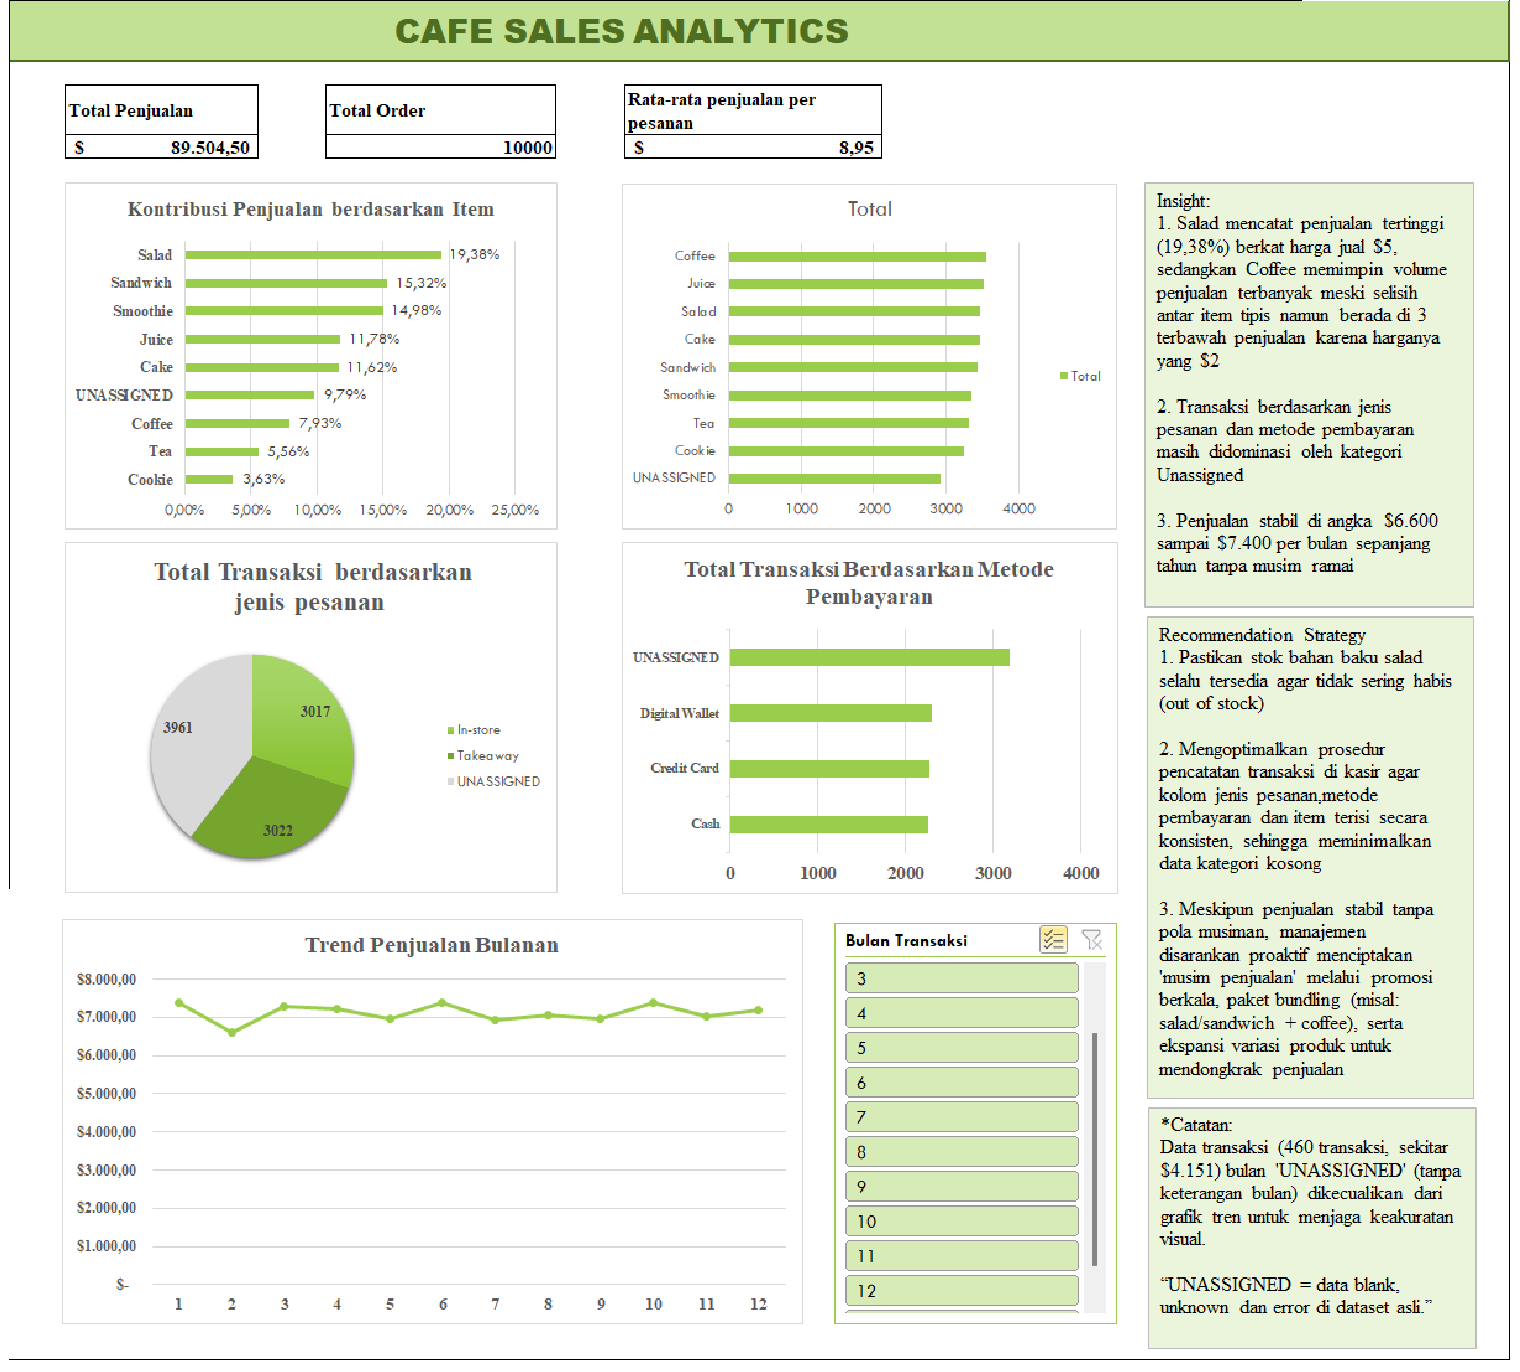 CAFE SALES ANALYTICS
Total Penjualan
$ 89.504,50
Total Order
10000
Rata-rata penjualan per
pesanan
$ 8,95
Kontribusi Penjualan berdasarkan Item
Salad 19,38%
Sandwich 15,32%
Smoothie 14,98%
Juice 11,78%
Cake 11,62%
UNASSIGNED 9,79%
Coffee 7,93%
Tea 5,56%
Cookie 3,63%
0,00% 5,00% 10,00% 15,00% 20,00% 25,00%
Total
Coffee
Juice
Salad
Cake
Sandwich
Smoothie
Tea
Cookie
UNASSIGNED
0 1000 2000 3000 4000
Total
Total Transaksi berdasarkan
jenis pesanan
3017
3961
3022
In-store
Takeaway
UNASSIGNED
Total Transaksi Berdasarkan Metode
Pembayaran
UNASSIGNED
Digital Wallet
Credit Card
Cash
0 1000 2000 3000 4000
Trend Penjualan Bulanan
$8.000,00
$7.000,00
$6.000,00
$5.000,00
$4.000,00
$3.000,00
$2.000,00
$1.000,00
$-
1 2 3 4 5 6 7 8 9 10 11 12
Bulan Transaksi
3
4
5
6
7
8
9
10
11
12
Insight:
1. Salad mencatat penjualan tertinggi
(19,38%) berkat harga jual $5,
sedangkan Coffee memimpin volume
penjualan terbanyak meski selisih
antar item tipis namun berada di 3
terbawah penjualan karena harganya
yang $2
2. Transaksi berdasarkan jenis
pesanan dan metode pembayaran
masih didominasi oleh kategori
Unassigned
3. Penjualan stabil di angka $6.600
sampai $7.400 per bulan sepanjang
tahun tanpa musim ramai
Recommendation Strategy
1. Pastikan stok bahan baku salad
selalu tersedia agar tidak sering habis
(out of stock)
2. Mengoptimalkan prosedur
pencatatan transaksi di kasir agar
kolom jenis pesanan,metode
pembayaran dan item terisi secara
konsisten, sehingga meminimalkan
data kategori kosong
3. Meskipun penjualan stabil tanpa
pola musiman, manajemen
disarankan proaktif menciptakan
'musim penjualan' melalui promosi
berkala, paket bundling (misal:
salad/sandwich + coffee), serta
ekspansi variasi produk untuk
mendongkrak penjualan
*Catatan:
Data transaksi (460 transaksi, sekitar
$4.151) bulan 'UNASSIGNED' (tanpa
keterangan bulan) dikecualikan dari
grafik tren untuk menjaga keakuratan
visual.
“UNASSIGNED = data blank,
unknown dan error di dataset asli.”